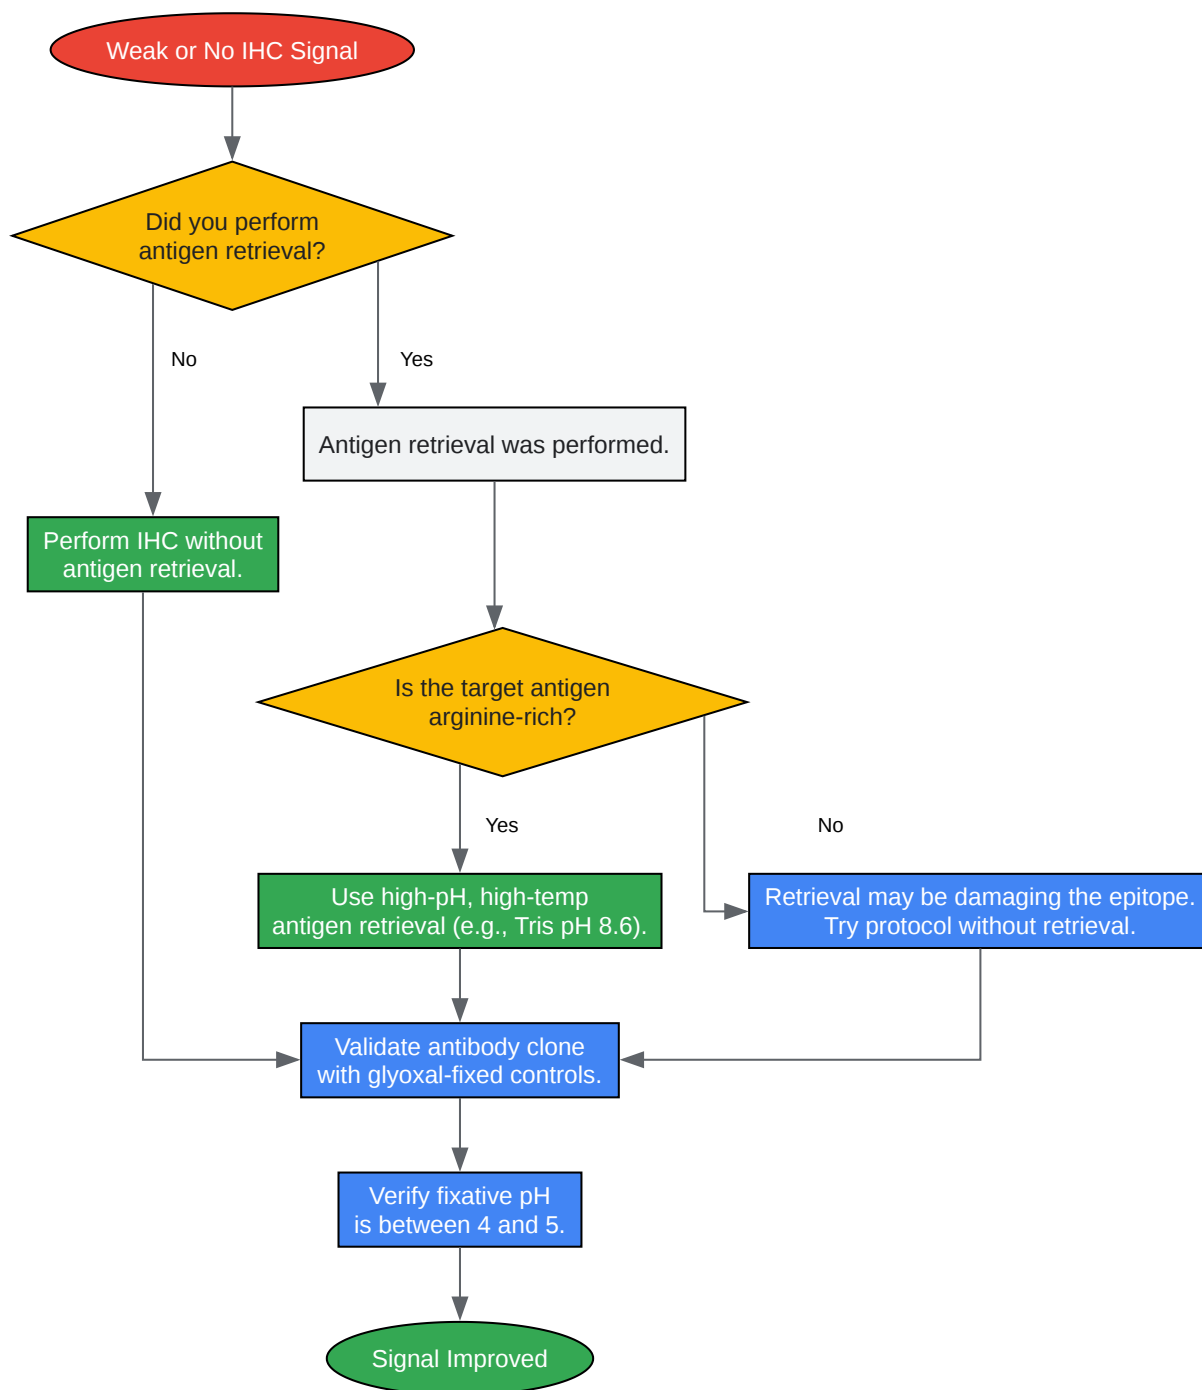 Weak or No IHC Signal
Did you perform
antigen retrieval?
No
Yes
Antigen retrieval was performed.
Perform IHC without
antigen retrieval.
Is the target antigen
arginine-rich?
Yes
No
Use high-pH, high-temp
antigen retrieval (e.g., Tris pH 8.6).
Retrieval may be damaging the epitope.
Try protocol without retrieval.
Validate antibody clone
with glyoxal-fixed controls.
Verify fixative pH
is between 4 and 5.
Signal Improved